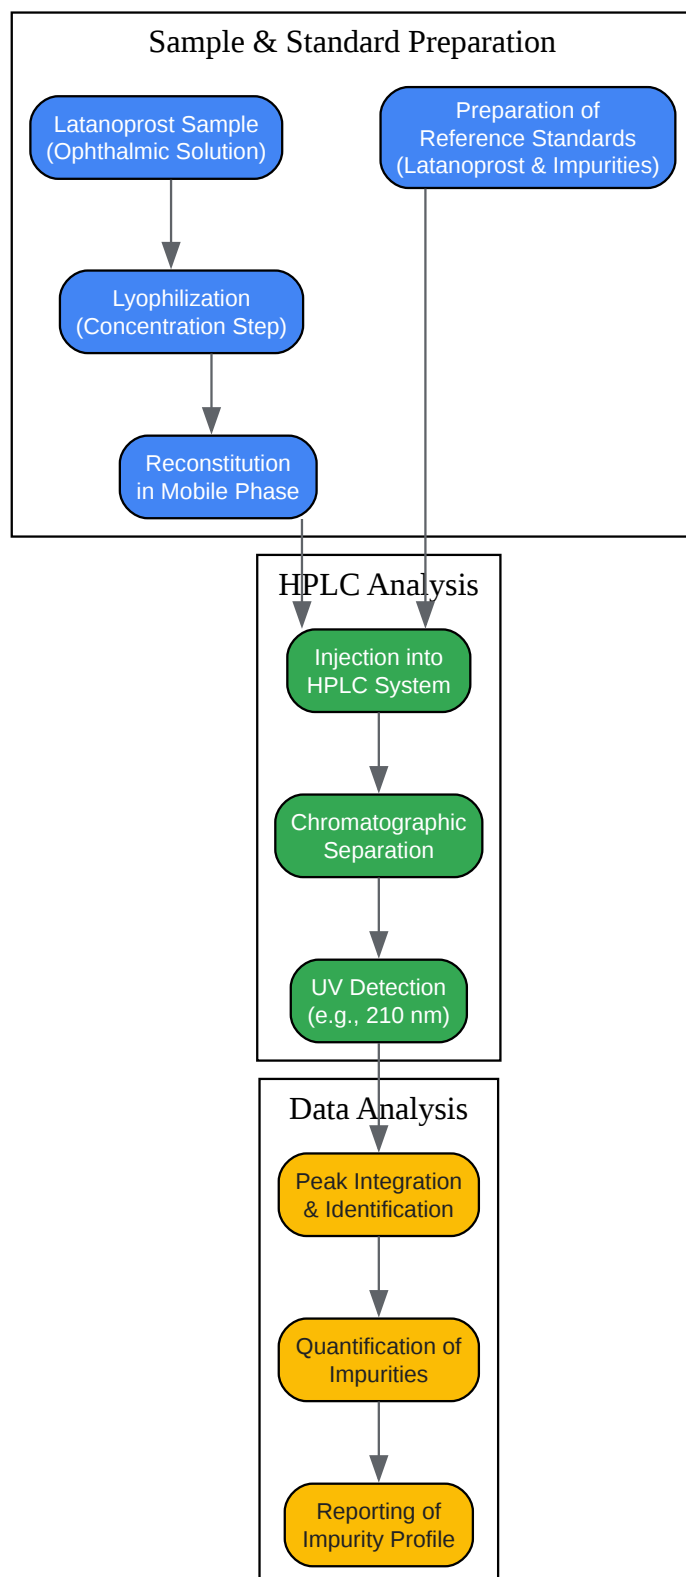 Sample & Standard Preparation
Latanoprost Sample
(Ophthalmic Solution)
Preparation of
Reference Standards
(Latanoprost & Impurities)
Lyophilization
(Concentration Step)
Reconstitution
in Mobile Phase
HPLC Analysis
Injection into
HPLC System
Chromatographic
Separation
UV Detection
(e.g., 210 nm)
Data Analysis
Peak Integration
& Identification
Quantification of
Impurities
Reporting of
Impurity Profile